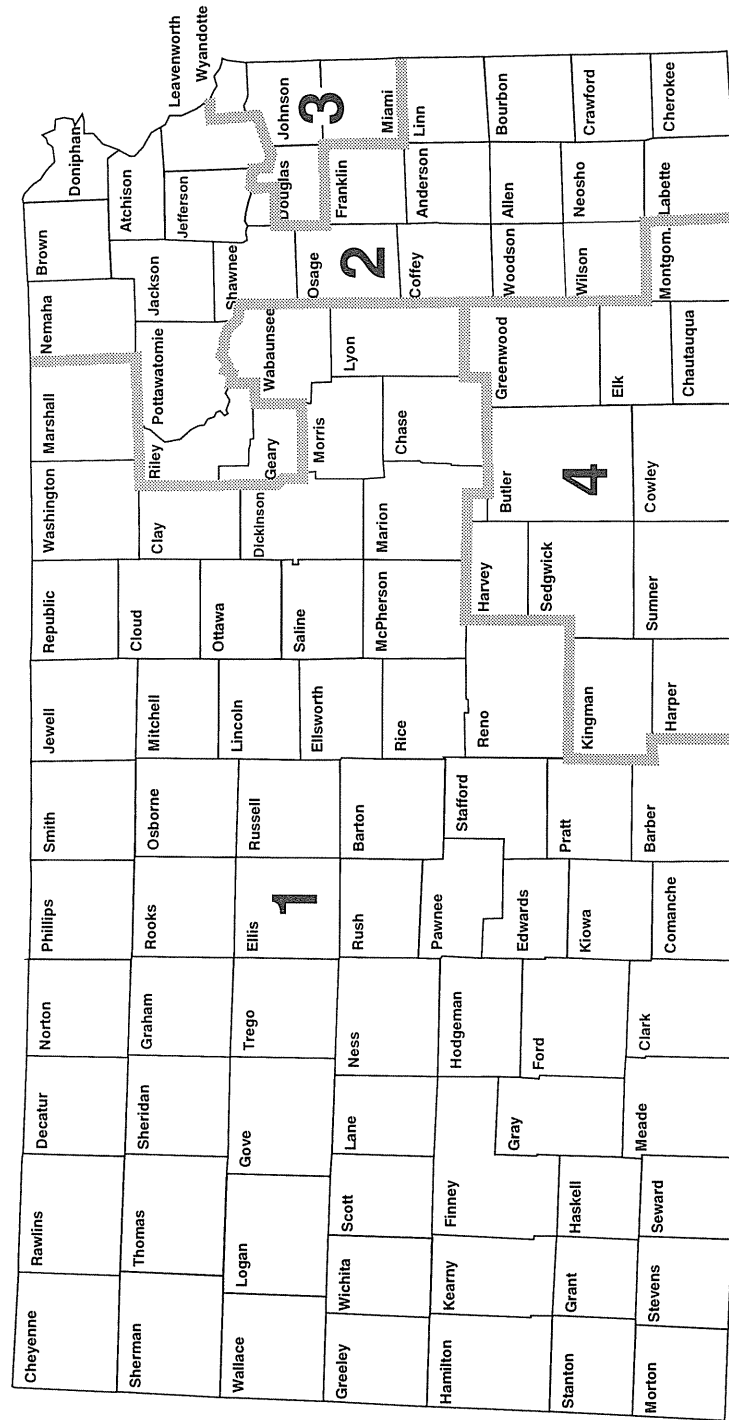 Cheyenne
Rawlins
Decatur
Norton
Phillips
Smith
Jewell
Republic
Washington
Marshall
Nemaha
Brown
Doniphan
Sherman
Thomas
Sheridan
Graham
Rooks
Osborne
Mitchell
Cloud
Clay
Riley
Pottawatomie
Jackson
Atchison
Jefferson
Leavenworth
Wyandotte
Wallace
Logan
Gove
Trego
Ellis
Russell
Lincoln
Ottawa
Dickinson
Geary
Wabaunsee
Shawnee
Douglas
Johnson
1
2
3
Greeley
Wichita
Scott
Lane
Ness
Rush
Barton
Ellsworth
Saline
Morris
Lyon
Osage
Franklin
Miami
Hamilton
Kearny
Finney
Hodgeman
Pawnee
Stafford
Rice
McPherson
Marion
Chase
Coffey
Anderson
Linn
Gray
Ford
Edwards
Reno
Harvey
Butler
Greenwood
Woodson
Allen
Bourbon
Stanton
Grant
Haskell
Kiowa
Pratt
Kingman
Sedgwick
4
Elk
Wilson
Neosho
Crawford
Morton
Stevens
Seward
Meade
Clark
Comanche
Barber
Harper
Sumner
Cowley
Chautauqua
Montgom.
Labette
Cherokee